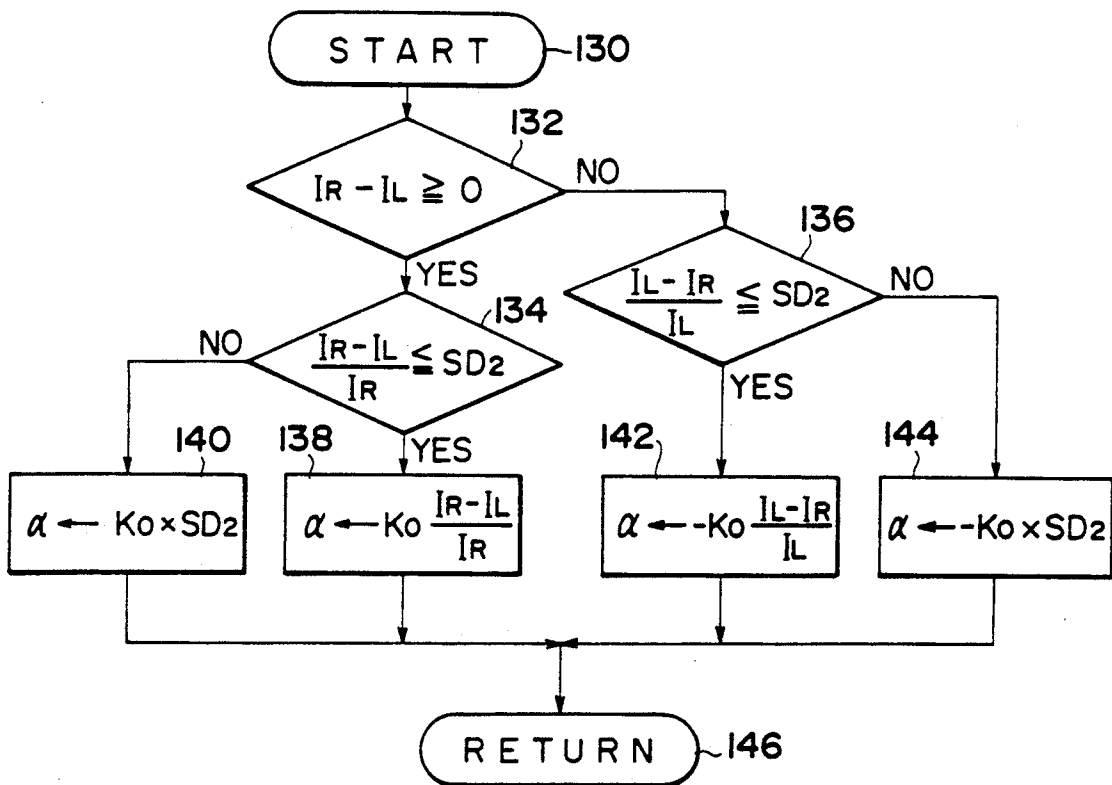 START
130
132
IR - IL ≧ 0
NO
YES
136
IL - IR
IL
≦ SD2
NO
YES
134
IR - IL
IR
≦ SD2
NO
YES
140
α ← Ko × SD2
138
α ← Ko
IR - IL
IR
142
α ← -Ko
IL - IR
IL
144
α ← -Ko × SD2
RETURN
146